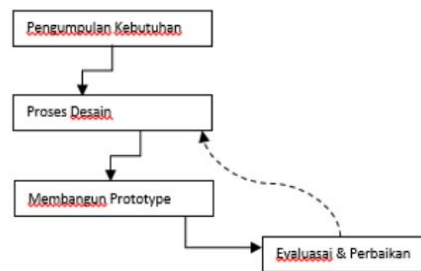 Pengumpulan Kebutuhan
Proses Desain
Membangun Prototype
Evaluasai & Perbaikan